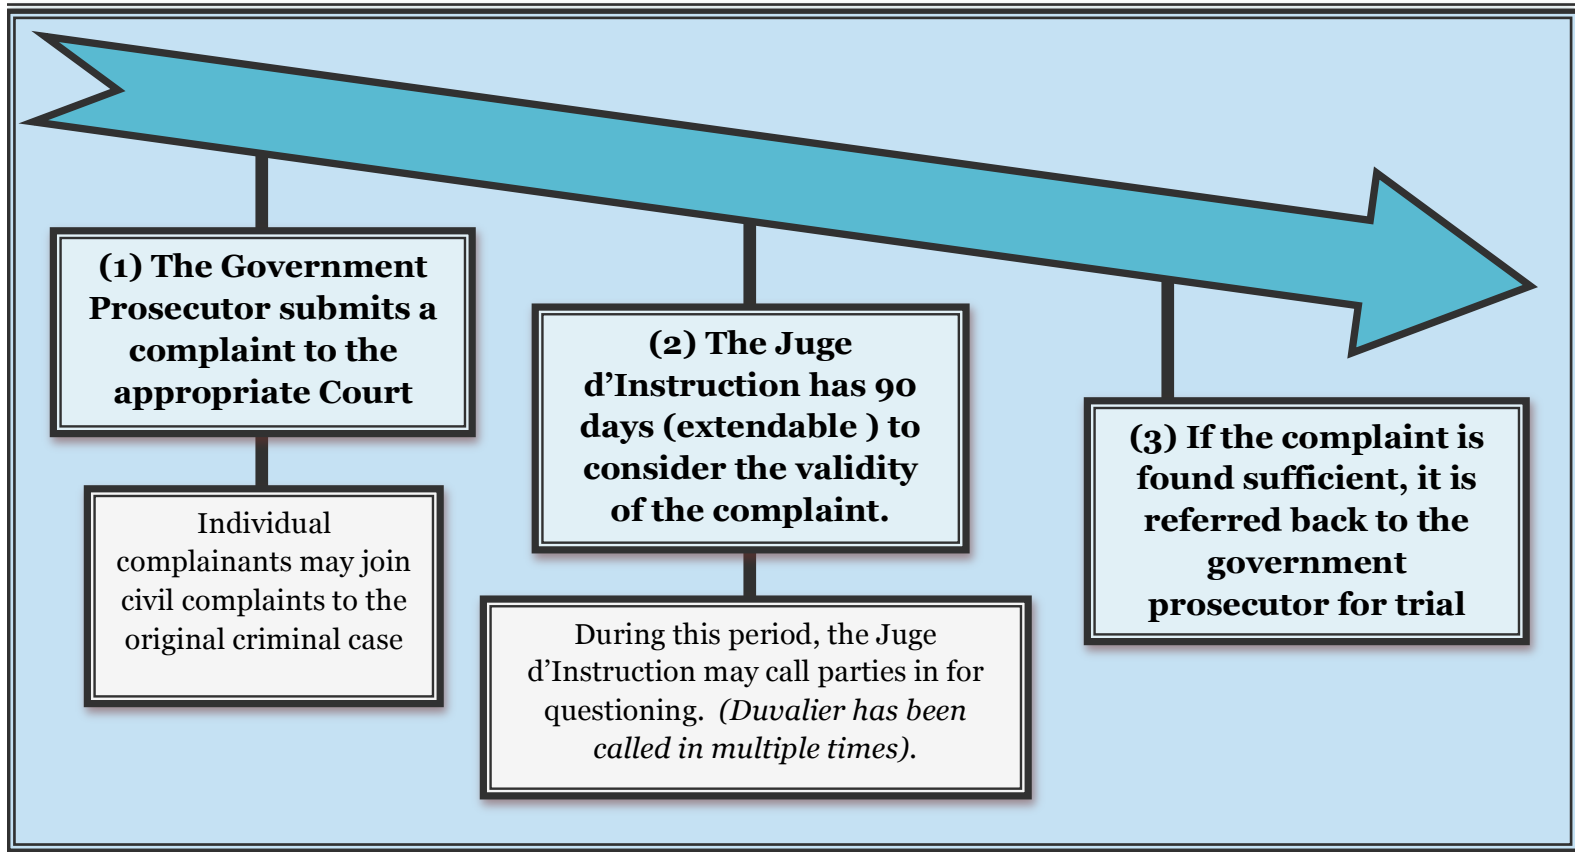 (1) The Government
Prosecutor submits a
complaint to the
appropriate Court
Individual
complainants may join
civil complaints to the
original criminal case
(2) The Juge
d’Instruction has 90
days (extendable ) to
consider the validity
of the complaint.
During this period, the Juge
d’Instruction may call parties in for
questioning.  (Duvalier has been
called in multiple times).
(3) If the complaint is
found sufficient, it is
referred back to the
government
prosecutor for trial